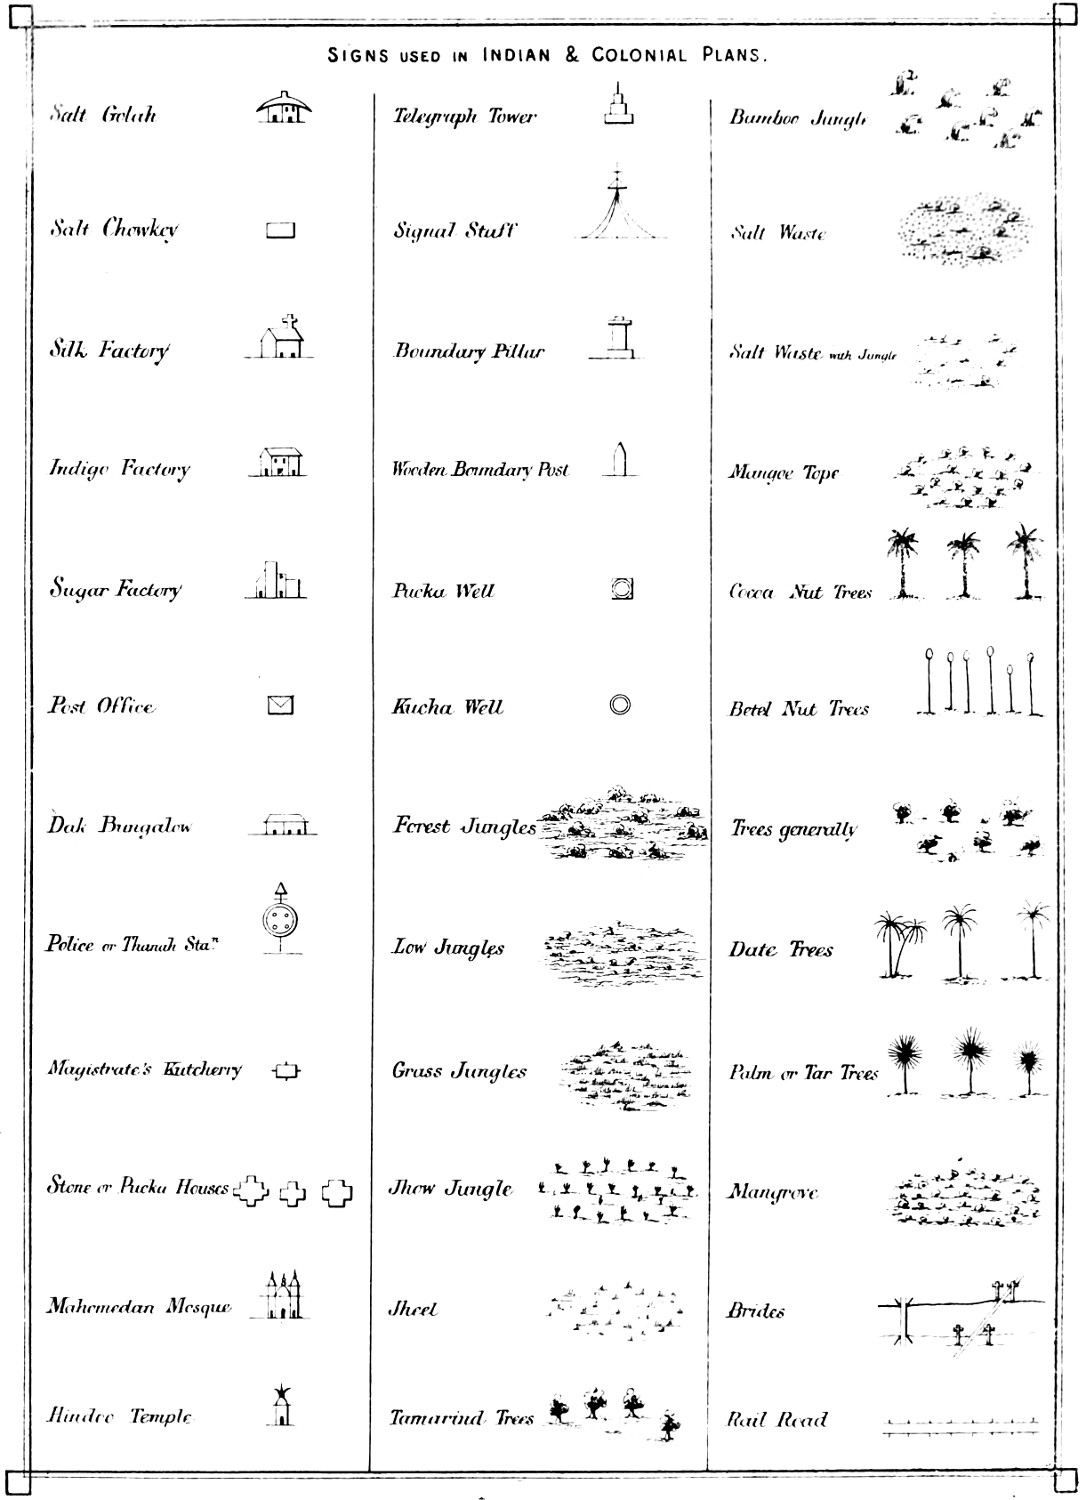 SIGNS USED IN INDIAN & COLONIAL PLANS.
Salt Golah
Salt Chowkey
Silk Factory
Indigo Factory
Sugar Factory
Post Office
Dak Bungalow
Police or Thanah Staⁿ
Magistrate's Kutcherry
Stone or Pucka Houses
Mahomedan Mosque
Hindoo Temple
Telegraph Tower
Signal Staff
Boundary Pillar
Wooden Boundary Post
Pucka Well
Kucha Well
Forest Jungles
Low Jungles
Grass Jungles
Jhow Jungle
Jheel
Tamarind Trees
Bamboo Jungle
Salt Waste
Salt Waste with Jungle
Mangoe Tope
Cocoa Nut Trees
Betel Nut Trees
Trees generally
Date Trees
Palm or Tar Trees
Mangrove
Brides
Rail Road